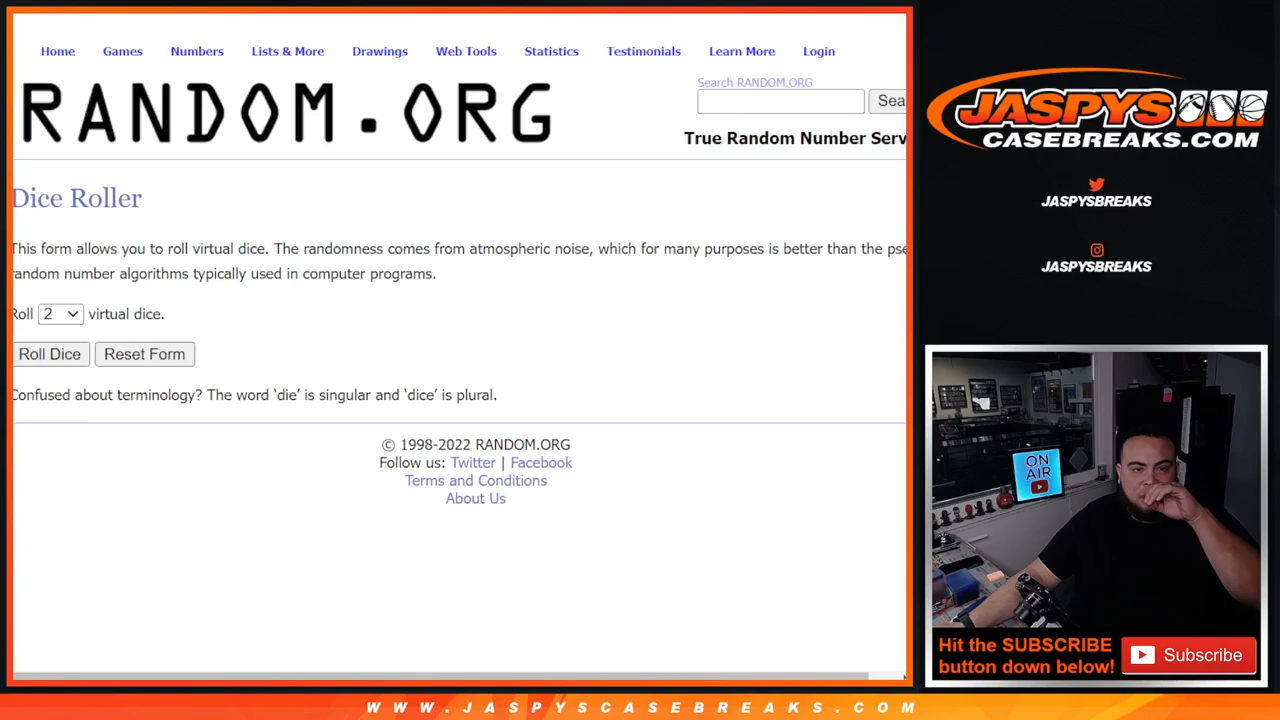 Home Games Numbers Lists & More Drawings Web Tools Statistics Testimonials Learn More Login
RANDOM.ORG
Search RANDOM.ORG
Sea
True Random Number Serv
Dice Roller
This form allows you to roll virtual dice. The randomness comes from atmospheric noise, which for many purposes is better than the pse
random number algorithms typically used in computer programs.
Roll 2 virtual dice.
Roll Dice Reset Form
Confused about terminology? The word ‘die’ is singular and ‘dice’ is plural.
© 1998-2022 RANDOM.ORG
Follow us: Twitter | Facebook
Terms and Conditions
About Us
JASPYS
CASEBREAKS.COM
JASPYSBREAKS
JASPYSBREAKS
ON
AIR
Hit the SUBSCRIBE
button down below!
Subscribe
WWW.JASPYSCASEBREAKS.COM